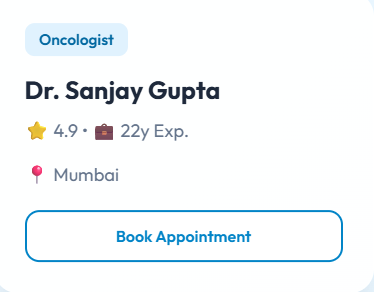 Oncologist
Dr. Sanjay Gupta
⭐ 4.9 • 💼 22y Exp.
📍 Mumbai
Book Appointment